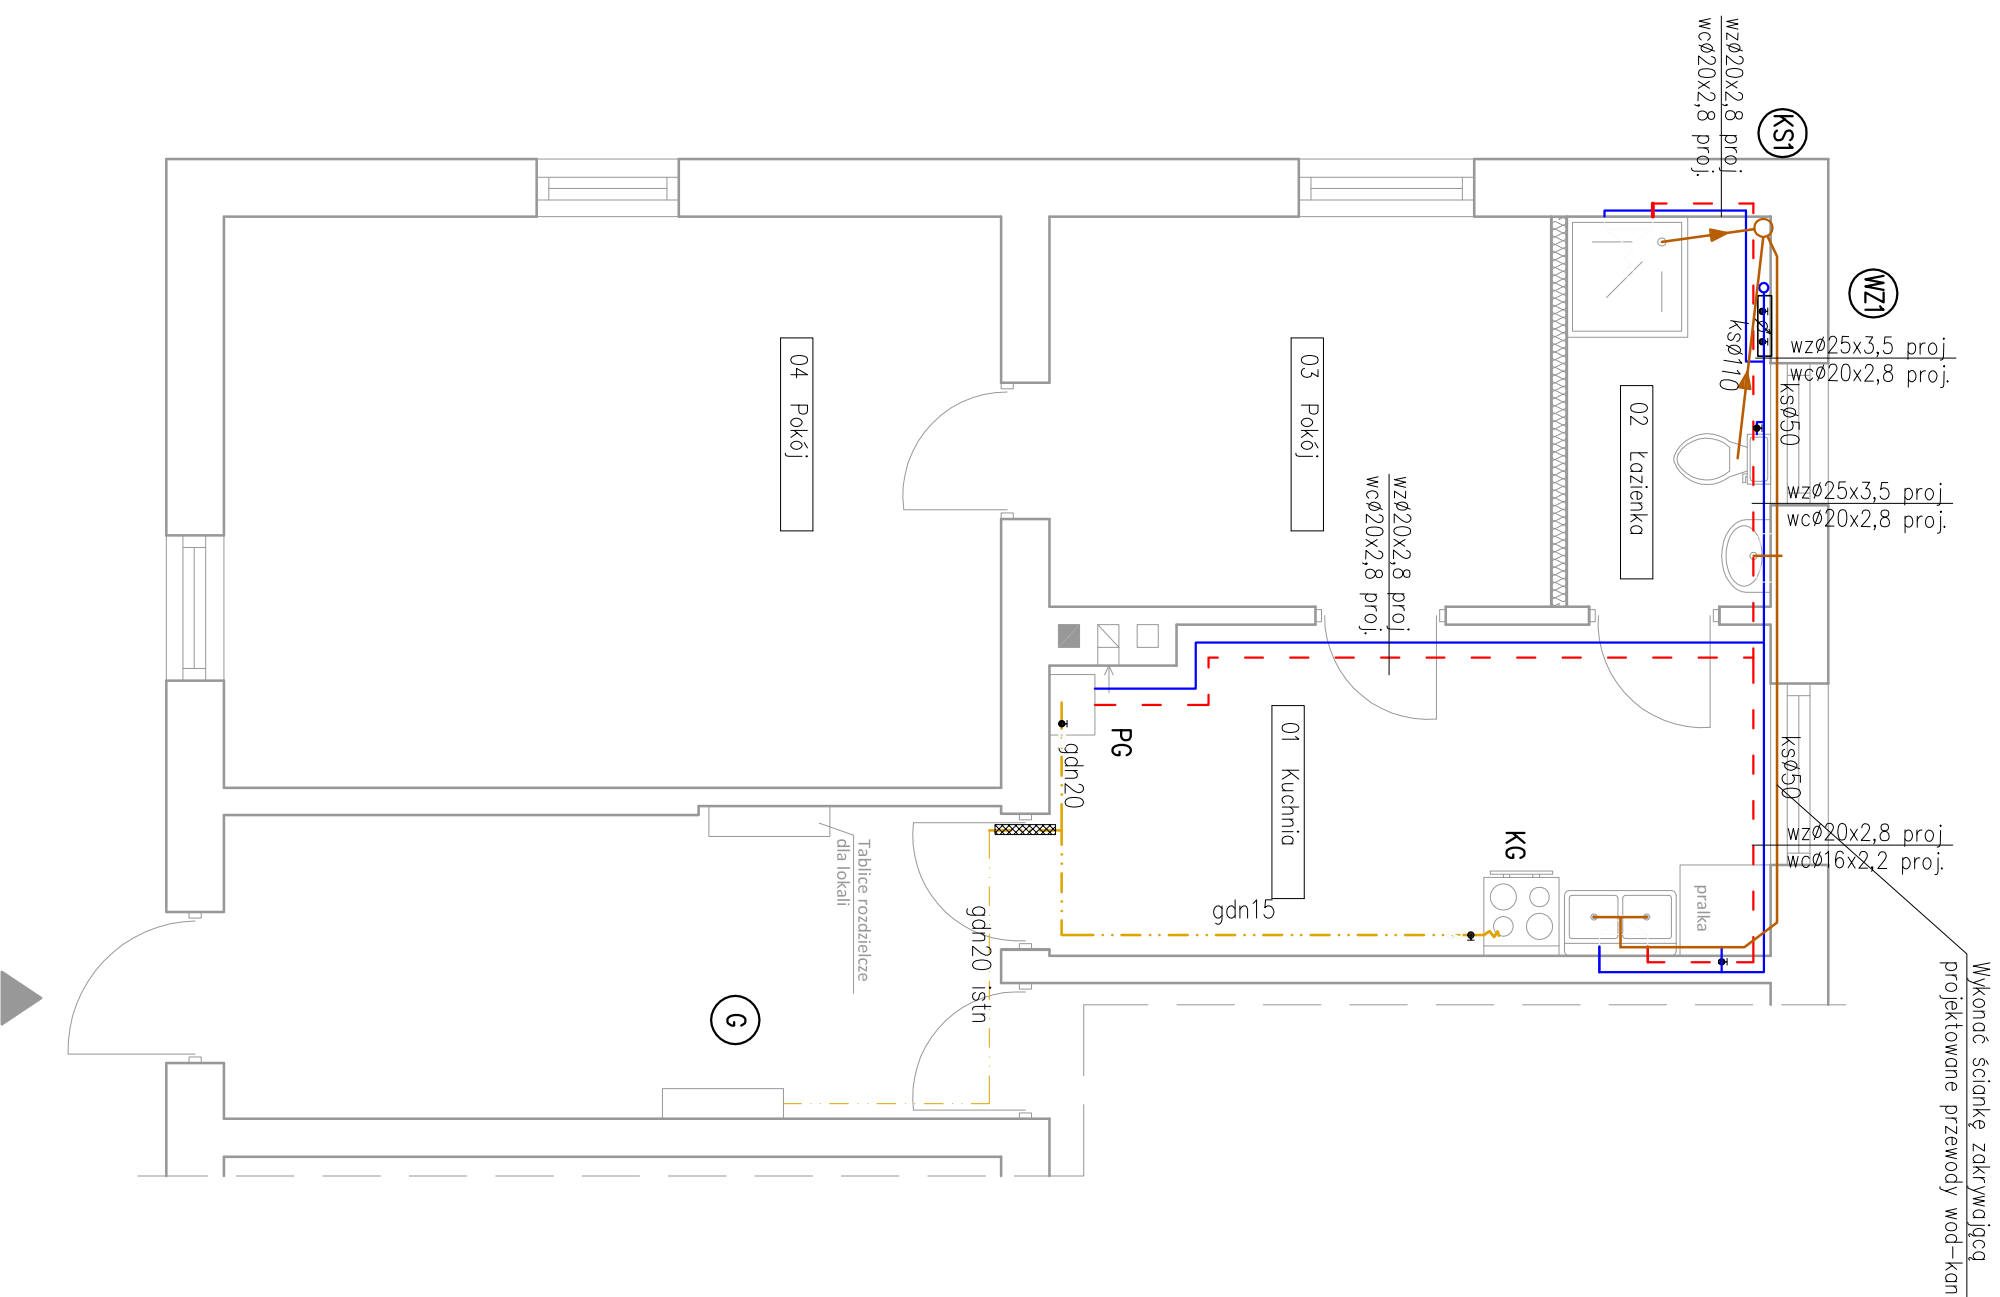 wzø20x2,8 proj
wcø20x2,8 proj.
KS1
WZ1
wzø25x3,5 proj
wcø20x2,8 proj.
ksø110
ksø50
04 Pokój
03 Pokój
02 Łazienka
wzø25x3,5 proj
wcø20x2,8 proj.
wzø20x2,8 proj
wcø20x2,8 proj.
PG
gdn20
01 Kuchnia
ksø50
KG
wzø20x2,8 proj
wcø16x2,2 proj.
pralka
gdn15
Tablice rozdzielcze
dla lokali
gdn20 istn
G
Wykonać ściankę zakrywającą
projektowane przewody wod-kan